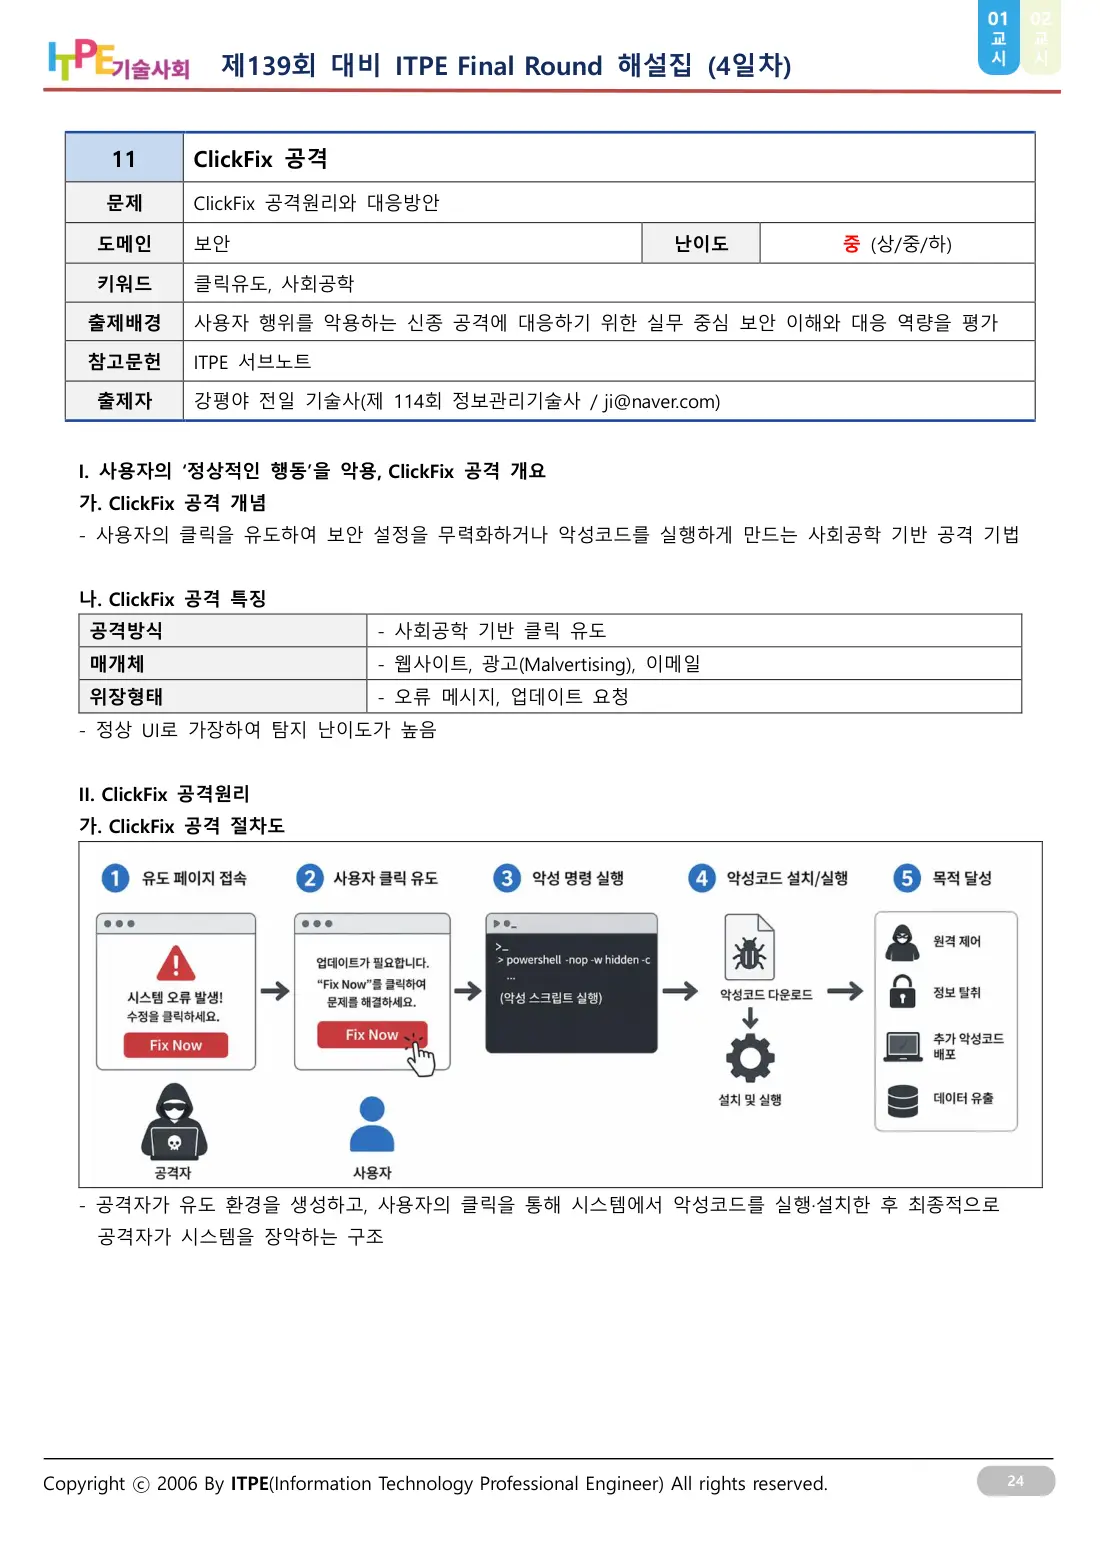 ITPE기술사회 제139회 대비 ITPE Final Round 해설집 (4일차)
01 교시
02 교시
11 ClickFix 공격
문제 ClickFix 공격원리와 대응방안
도메인 보안 난이도 중 (상/중/하)
키워드 클릭유도, 사회공학
출제배경 사용자 행위를 악용하는 신종 공격에 대응하기 위한 실무 중심 보안 이해와 대응 역량을 평가
참고문헌 ITPE 서브노트
출제자 강평야 전일 기술사(제 114회 정보관리기술사 / ji@naver.com)
I. 사용자의 ‘정상적인 행동’을 악용, ClickFix 공격 개요
가. ClickFix 공격 개념
- 사용자의 클릭을 유도하여 보안 설정을 무력화하거나 악성코드를 실행하게 만드는 사회공학 기반 공격 기법
나. ClickFix 공격 특징
공격방식 - 사회공학 기반 클릭 유도
매개체 - 웹사이트, 광고(Malvertising), 이메일
위장형태 - 오류 메시지, 업데이트 요청
- 정상 UI로 가장하여 탐지 난이도가 높음
II. ClickFix 공격원리
가. ClickFix 공격 절차도
1 유도 페이지 접속
시스템 오류 발생!
수정을 클릭하세요.
Fix Now
공격자
2 사용자 클릭 유도
업데이트가 필요합니다.
“Fix Now”를 클릭하여
문제를 해결하세요.
Fix Now
사용자
3 악성 명령 실행
>_
> powershell -nop -w hidden -c
...
(악성 스크립트 실행)
4 악성코드 설치/실행
악성코드 다운로드
설치 및 실행
5 목적 달성
원격 제어
정보 탈취
추가 악성코드
배포
데이터 유출
- 공격자가 유도 환경을 생성하고, 사용자의 클릭을 통해 시스템에서 악성코드를 실행·설치한 후 최종적으로
공격자가 시스템을 장악하는 구조
Copyright ⓒ 2006 By ITPE(Information Technology Professional Engineer) All rights reserved.
24